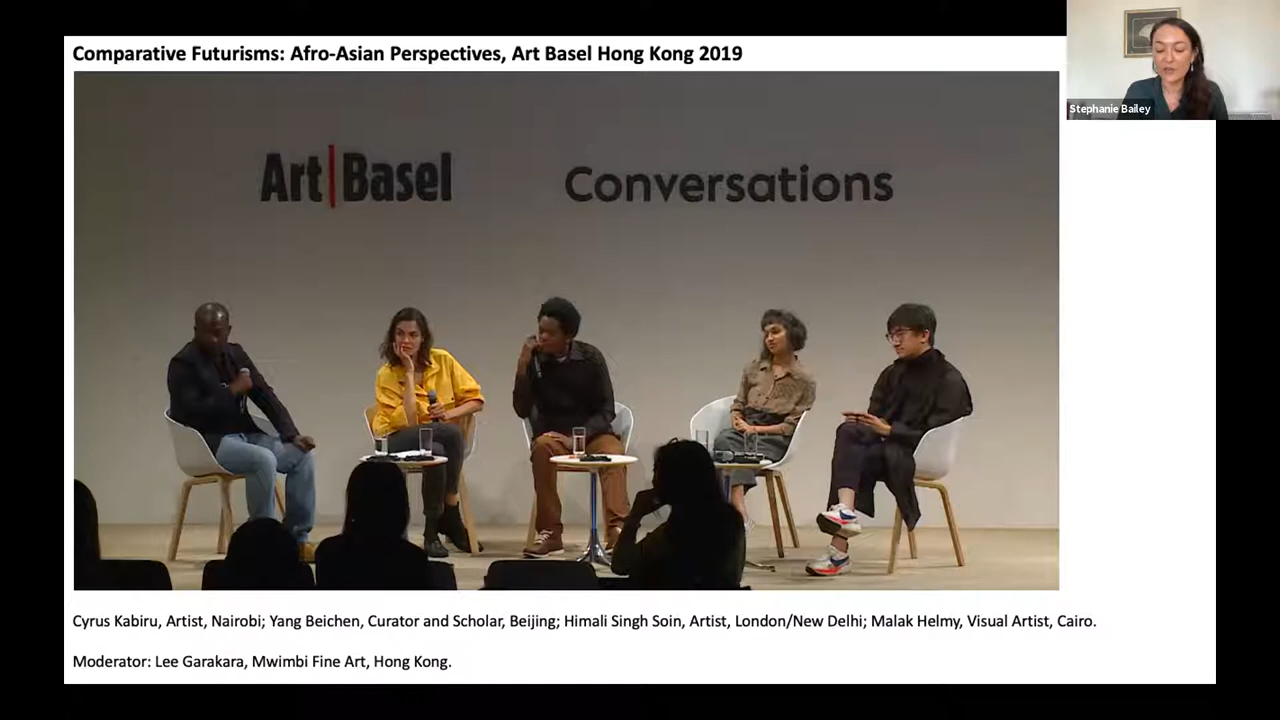 Comparative Futurisms: Afro-Asian Perspectives, Art Basel Hong Kong 2019
Stephanie Bailey
Art Basel Conversations
Cyrus Kabiru, Artist, Nairobi; Yang Beichen, Curator and Scholar, Beijing; Himali Singh Soin, Artist, London/New Delhi; Malak Helmy, Visual Artist, Cairo.
Moderator: Lee Garakara, Mwimbi Fine Art, Hong Kong.